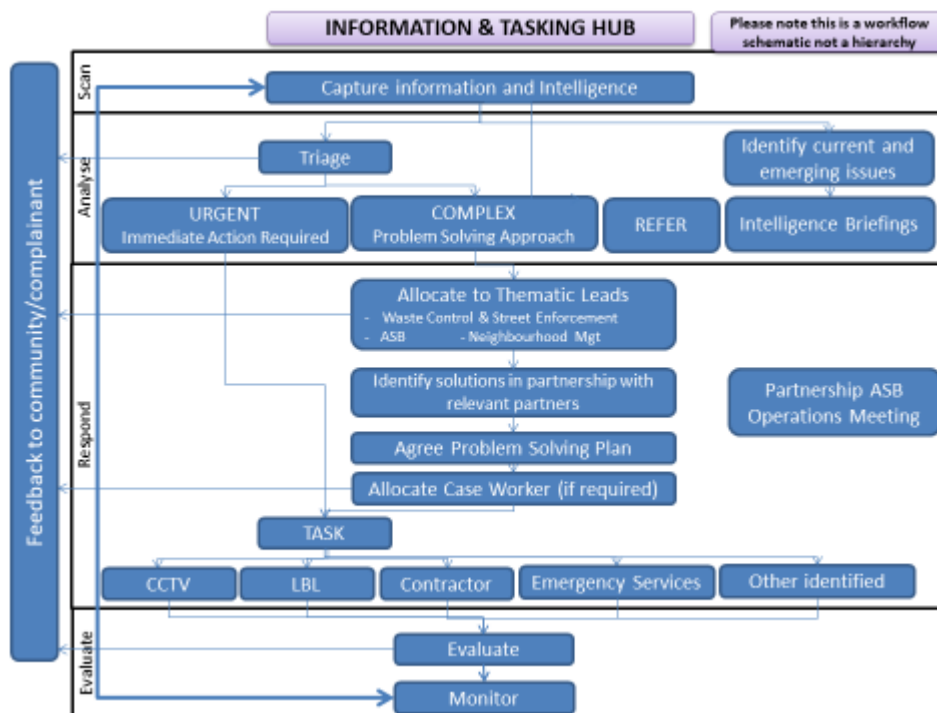 INFORMATION & TASKING HUB
Please note this is a workflow
schematic not a hierarchy
Feedback to community/complainant
Scan
Capture information and Intelligence
Analyse
Triage
Identify current and
emerging issues
URGENT
Immediate Action Required
COMPLEX
Problem Solving Approach
REFER
Intelligence Briefings
Respond
Allocate to Thematic Leads
- Waste Control & Street Enforcement
- ASB - Neighbourhood Mgt
Identify solutions in partnership with
relevant partners
Partnership ASB
Operations Meeting
Agree Problem Solving Plan
Allocate Case Worker (if required)
TASK
CCTV
LBL
Contractor
Emergency Services
Other identified
Evaluate
Evaluate
Monitor